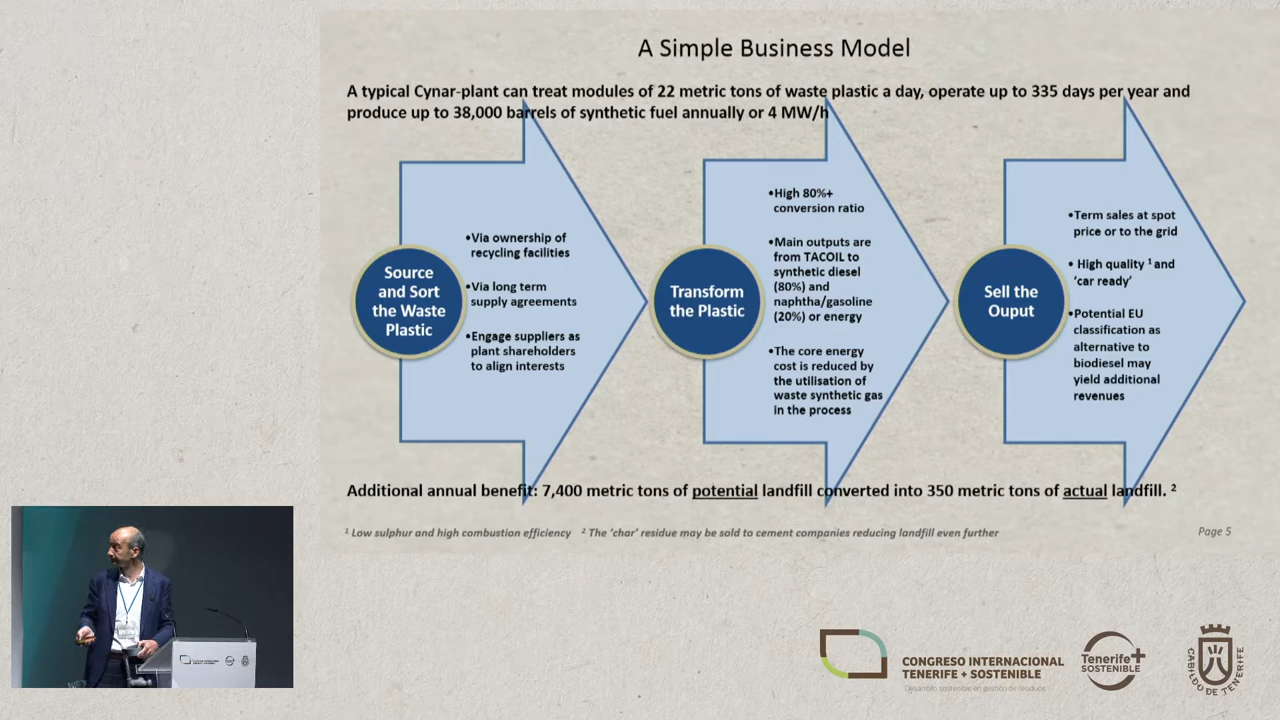 A Simple Business Model
A typical Cynar-plant can treat modules of 22 metric tons of waste plastic a day, operate up to 335 days per year and
produce up to 38,000 barrels of synthetic fuel annually or 4 MW/h
Source
and Sort
the Waste
Plastic
•Via ownership of
recycling facilities
•Via long term
supply agreements
•Engage suppliers as
plant shareholders
to align interests
Transform
the Plastic
•High 80%+
conversion ratio
•Main outputs are
from TACOIL to
synthetic diesel
(80%) and
naphtha/gasoline
(20%) or energy
•The core energy
cost is reduced by
the utilisation of
waste synthetic gas
in the process
Sell the
Ouput
•Term sales at spot
price or to the grid
• High quality ¹ and
‘car ready’
•Potential EU
classification as
alternative to
biodiesel may
yield additional
revenues
Additional annual benefit: 7,400 metric tons of potential landfill converted into 350 metric tons of actual landfill. ²
¹ Low sulphur and high combustion efficiency ² The ‘char’ residue may be sold to cement companies reducing landfill even further
Page 5
CONGRESO INTERNACIONAL
TENERIFE + SOSTENIBLE
Desarrollo sostenible en gestión de residuos
Tenerife+
SOSTENIBLE
CABILDO DE TENERIFE